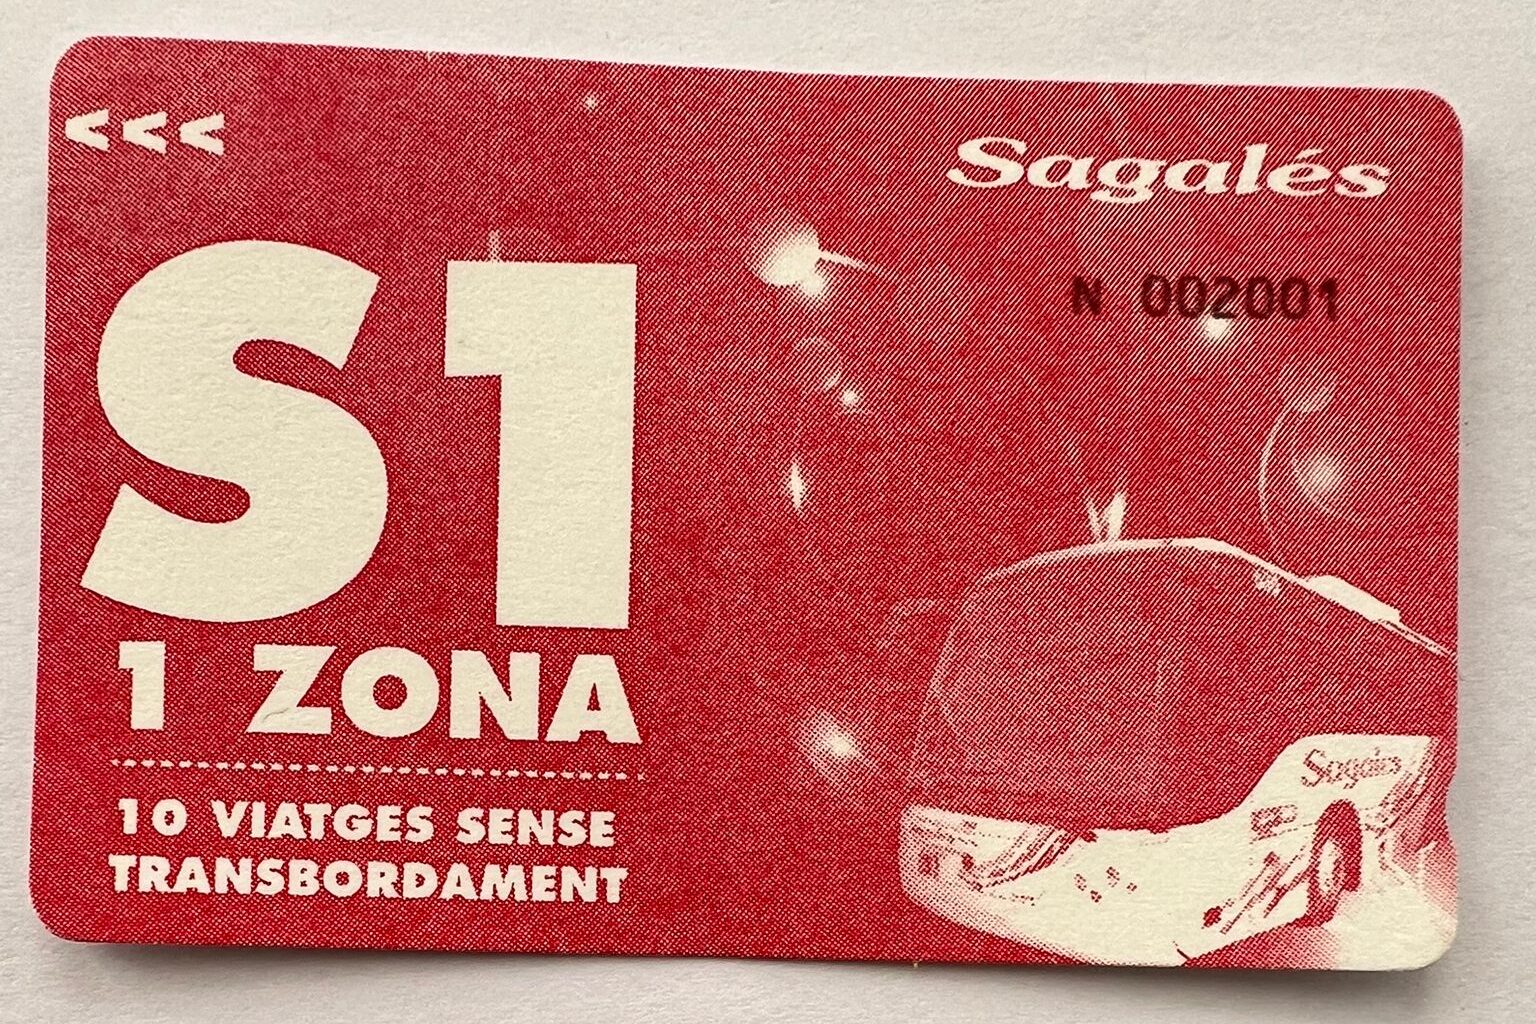 <<<
Sagalés
N 002001
S1
1 ZONA
10 VIATGES SENSE
TRANSBORDAMENT
Sagalés